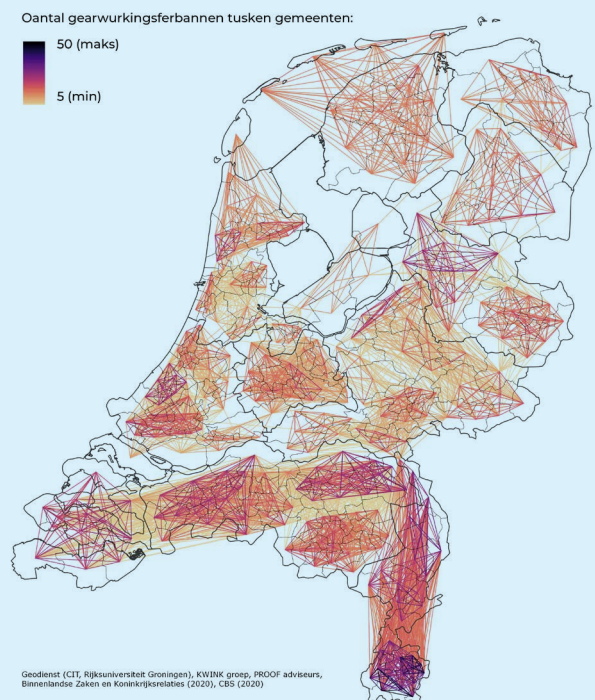 Oantal gearwurkingsferbannen tusken gemeenten:
50 (maks)
5 (min)
Geodienst (CIT, Rijksuniversiteit Groningen), KWINK groep, PROOF adviseurs,
Binnenlandse Zaken en Koninkrijksrelaties (2020), CBS (2020)